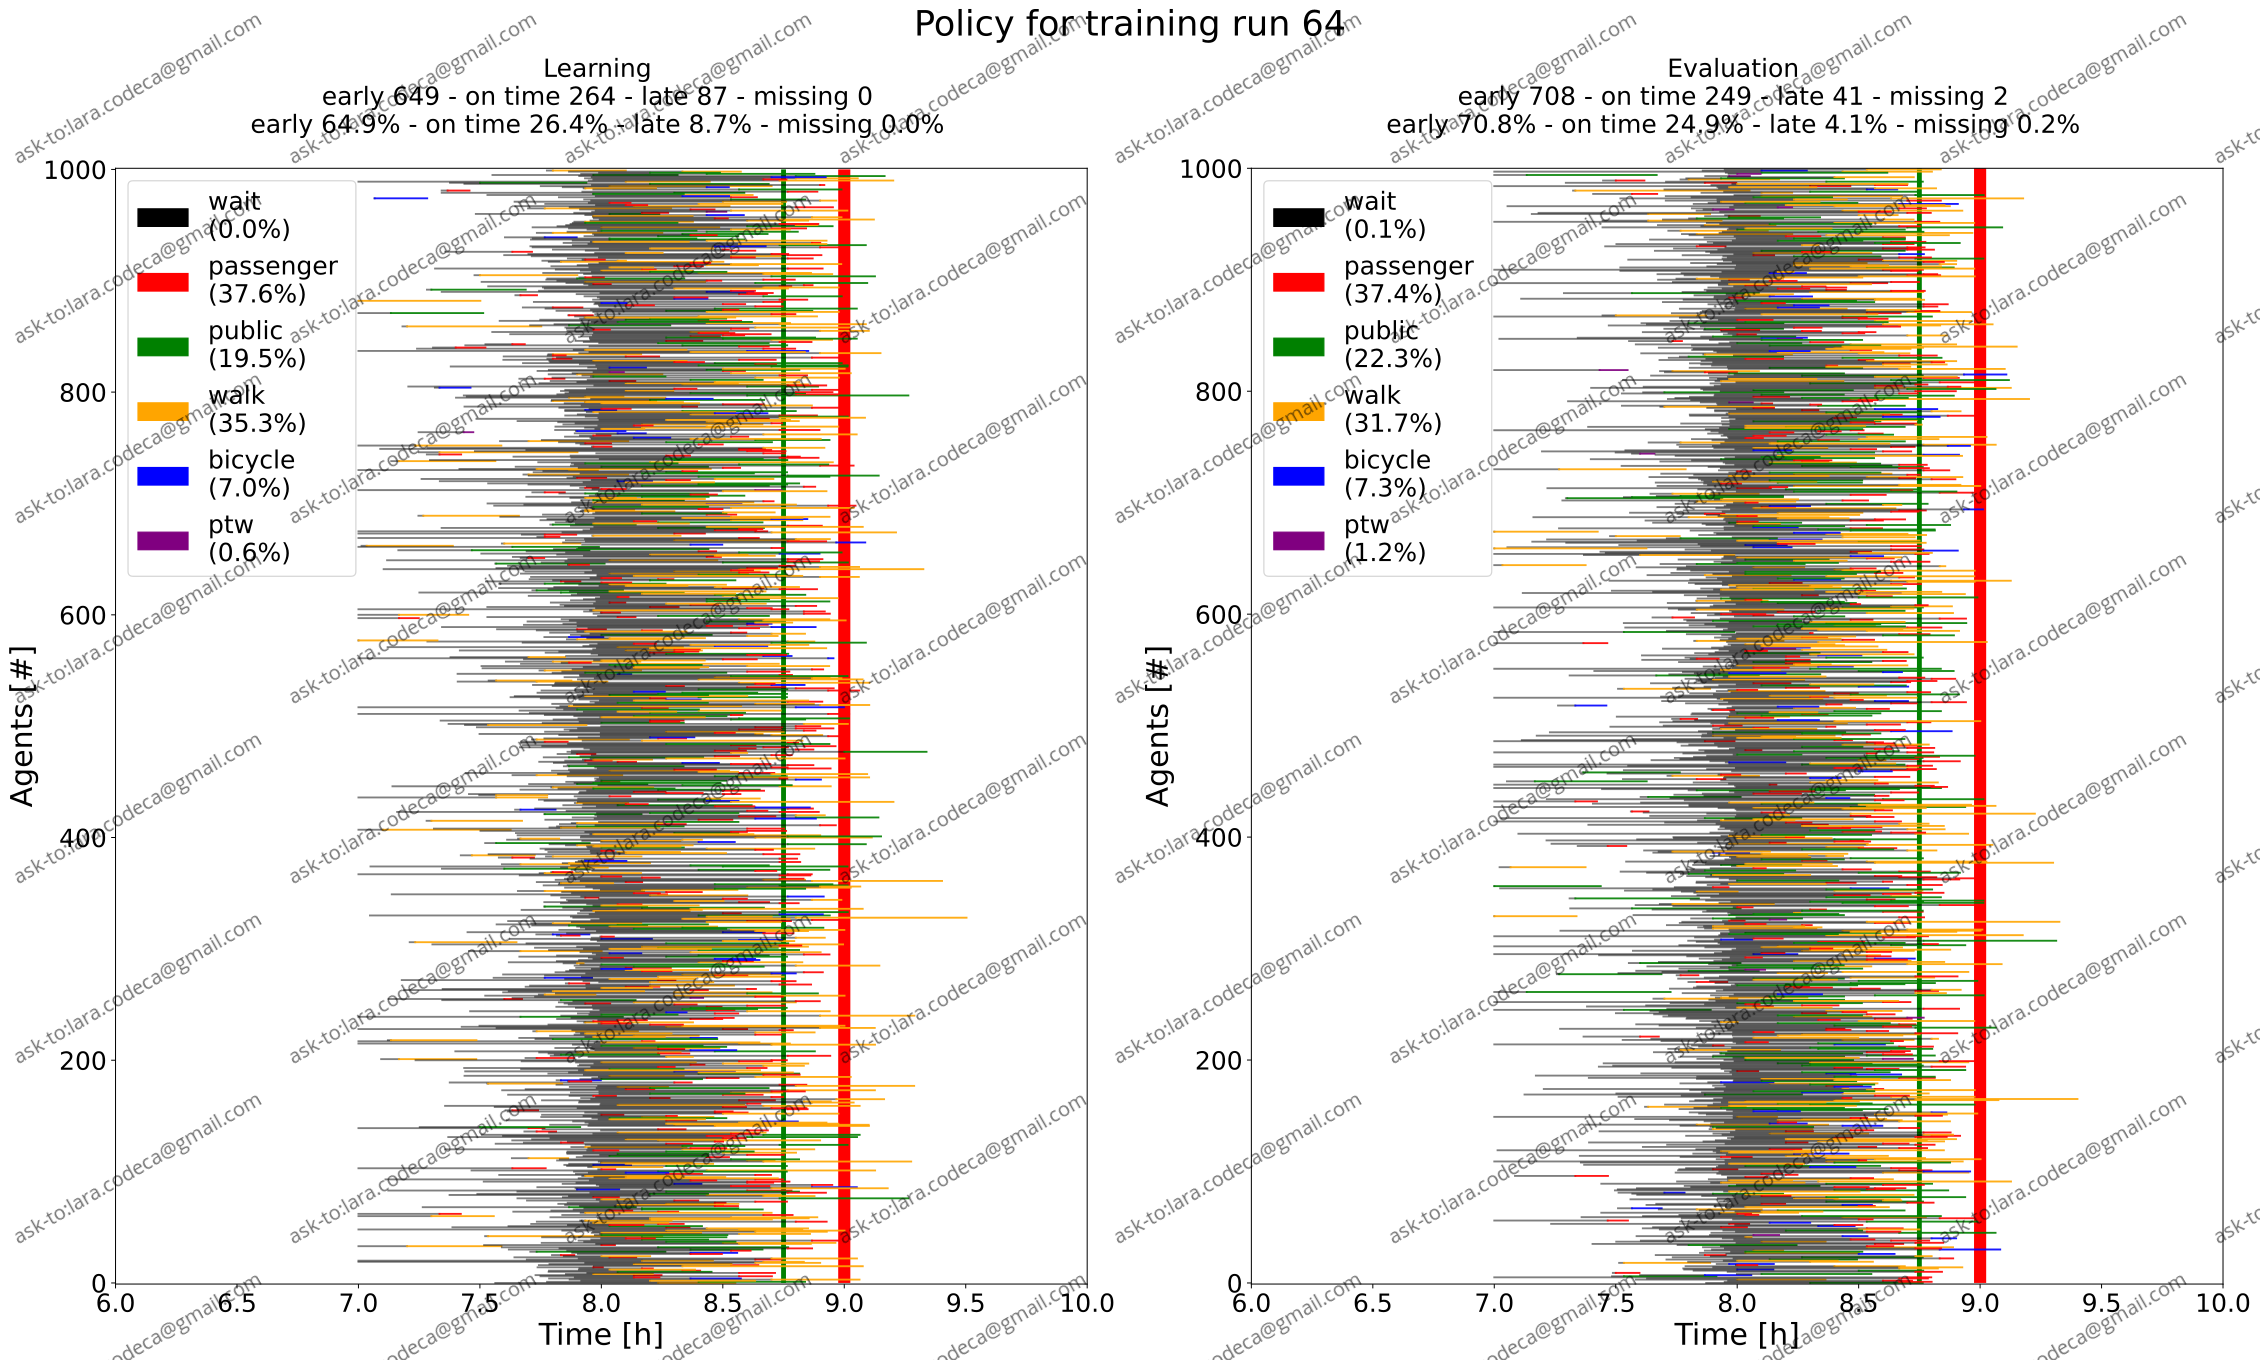 Policy for training run 64
Learning
early 649 - on time 264 - late 87 - missing 0
early 64.9% - on time 26.4% - late 8.7% - missing 0.0%
Evaluation
early 708 - on time 249 - late 41 - missing 2
early 70.8% - on time 24.9% - late 4.1% - missing 0.2%
Agents [#]
1000
800
600
400
200
0
wait
(0.0%)
passenger
(37.6%)
public
(19.5%)
walk
(35.3%)
bicycle
(7.0%)
ptw
(0.6%)
6.0 6.5 7.0 7.5 8.0 8.5 9.0 9.5 10.0
Time [h]
Agents [#]
1000
800
600
400
200
0
wait
(0.1%)
passenger
(37.4%)
public
(22.3%)
walk
(31.7%)
bicycle
(7.3%)
ptw
(1.2%)
6.0 6.5 7.0 7.5 8.0 8.5 9.0 9.5 10.0
Time [h]
ask-to:lara.codeca@gmail.com